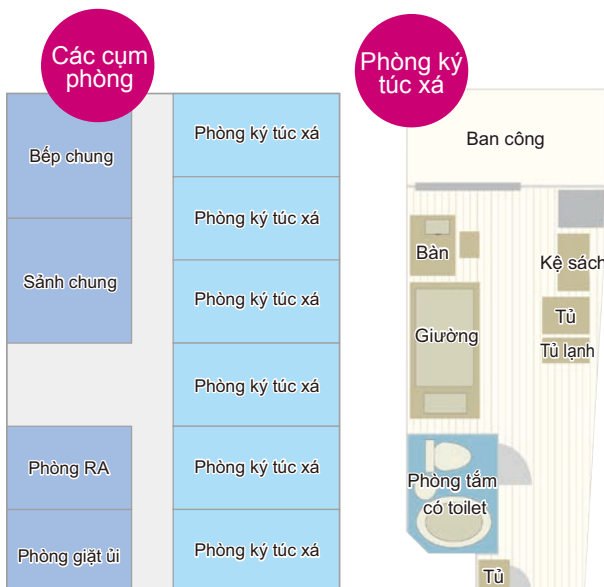 Các cụm
phòng
Bếp chung
Sảnh chung
Phòng RA
Phòng giặt ủi
Phòng ký túc xá
Phòng ký túc xá
Phòng ký túc xá
Phòng ký túc xá
Phòng ký túc xá
Phòng ký túc xá
Phòng ký
túc xá
Ban công
Bàn
Kệ sách
Tủ
Giường
Tủ lạnh
Phòng tắm
có toilet
Tủ